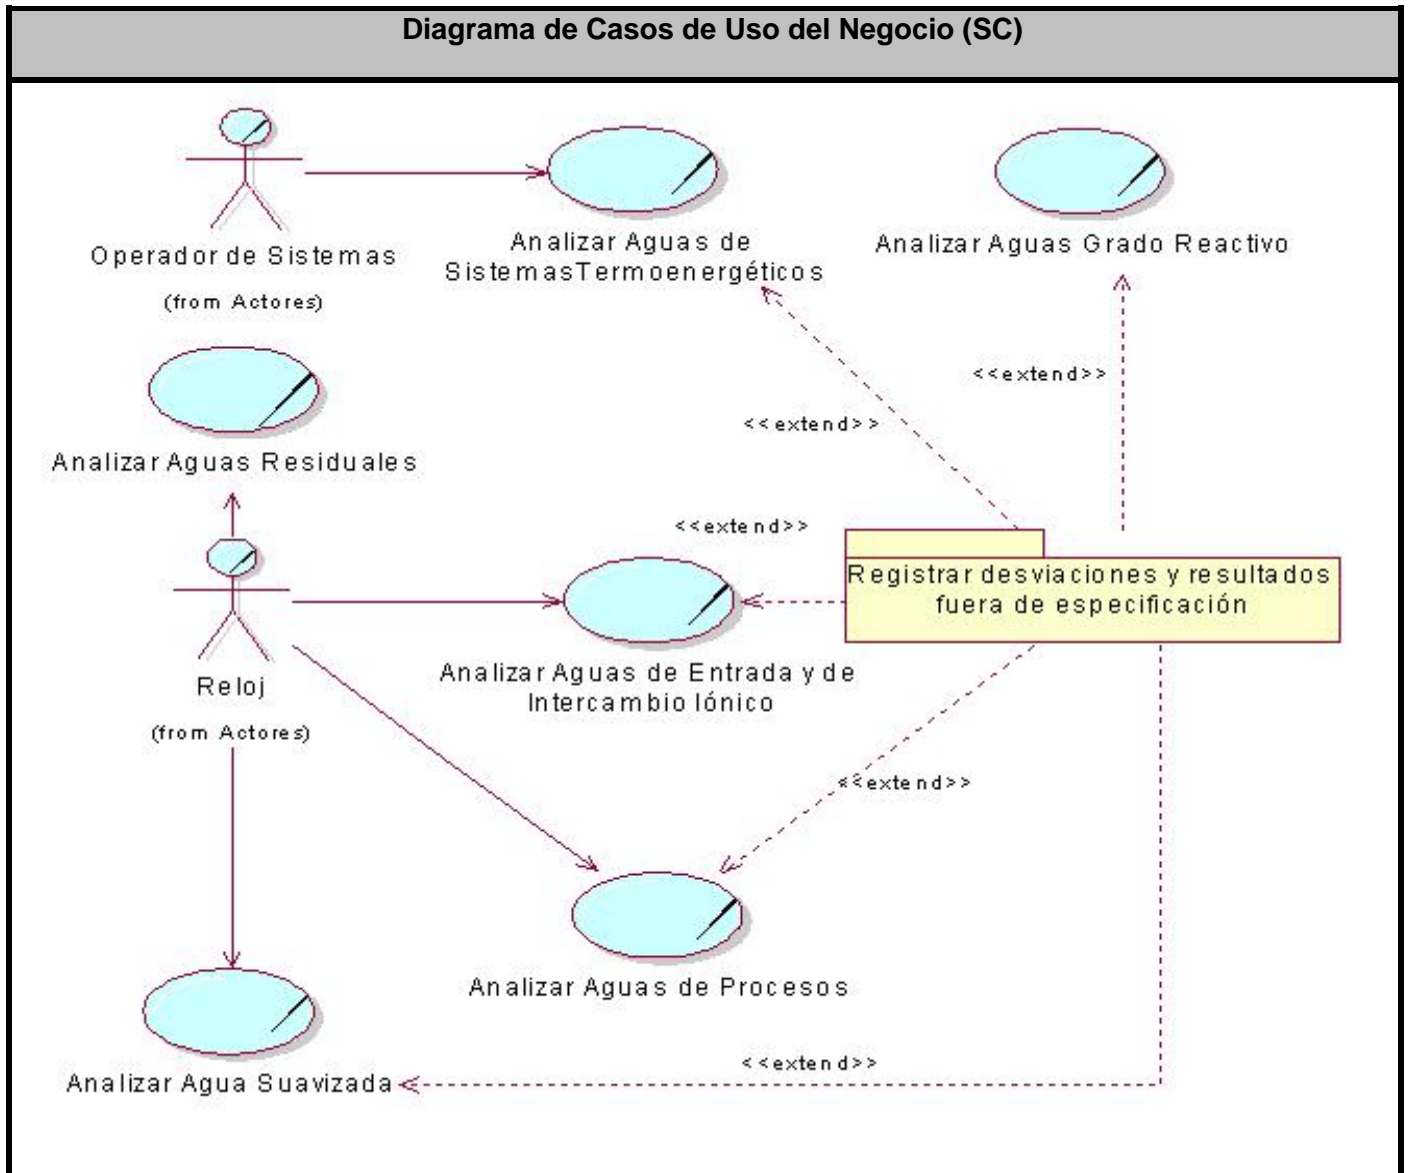 Diagrama de Casos de Uso del Negocio (SC)
Operador de Sistemas
(from Actores)
Analizar Aguas de
SistemasTermoenergéticos
Analizar Aguas Grado Reactivo
<<extend>>
<<extend>>
Analizar Aguas Residuales
<<extend>>
Registrar desviaciones y resultados
fuera de especificación
Reloj
(from Actores)
Analizar Aguas de Entrada y de
Intercambio Iónico
<<extend>>
Analizar Aguas de Procesos
<<extend>>
Analizar Agua Suavizada